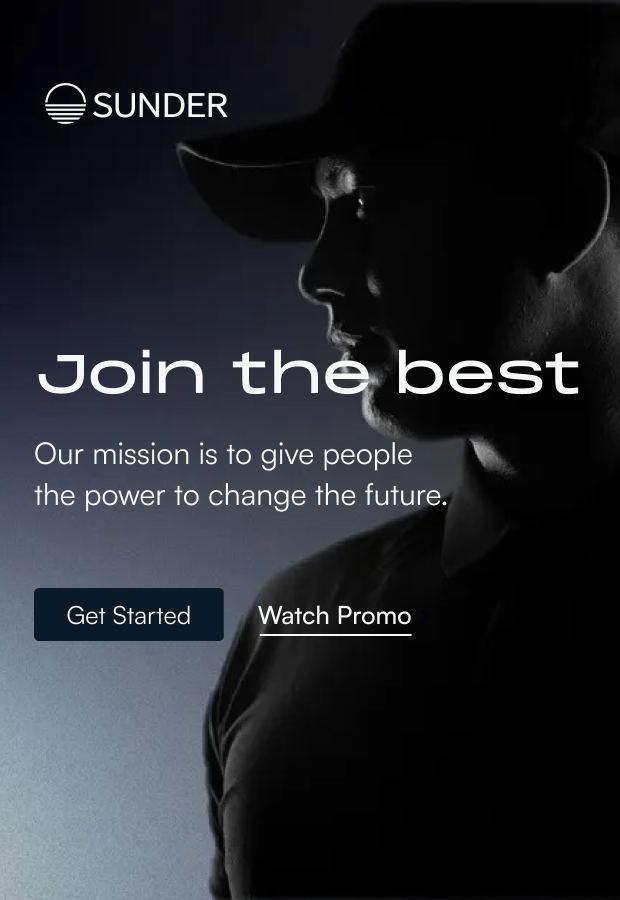 SUNDER
Join the best
Our mission is to give people
the power to change the future.
Get Started
Watch Promo